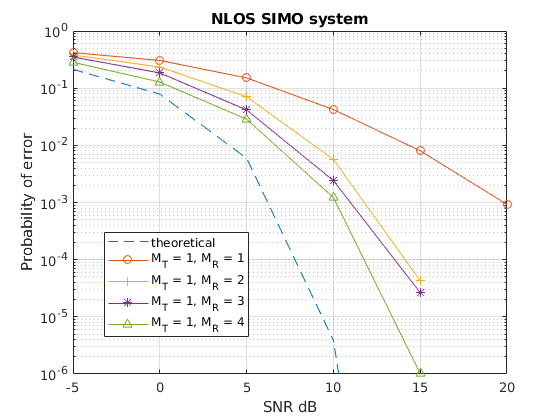 NLOS SIMO system
10^0
10^-1
10^-2
10^-3
10^-4
10^-5
10^-6
Probability of error
theoretical
M_T = 1, M_R = 1
M_T = 1, M_R = 2
M_T = 1, M_R = 3
M_T = 1, M_R = 4
-5 0 5 10 15 20
SNR dB